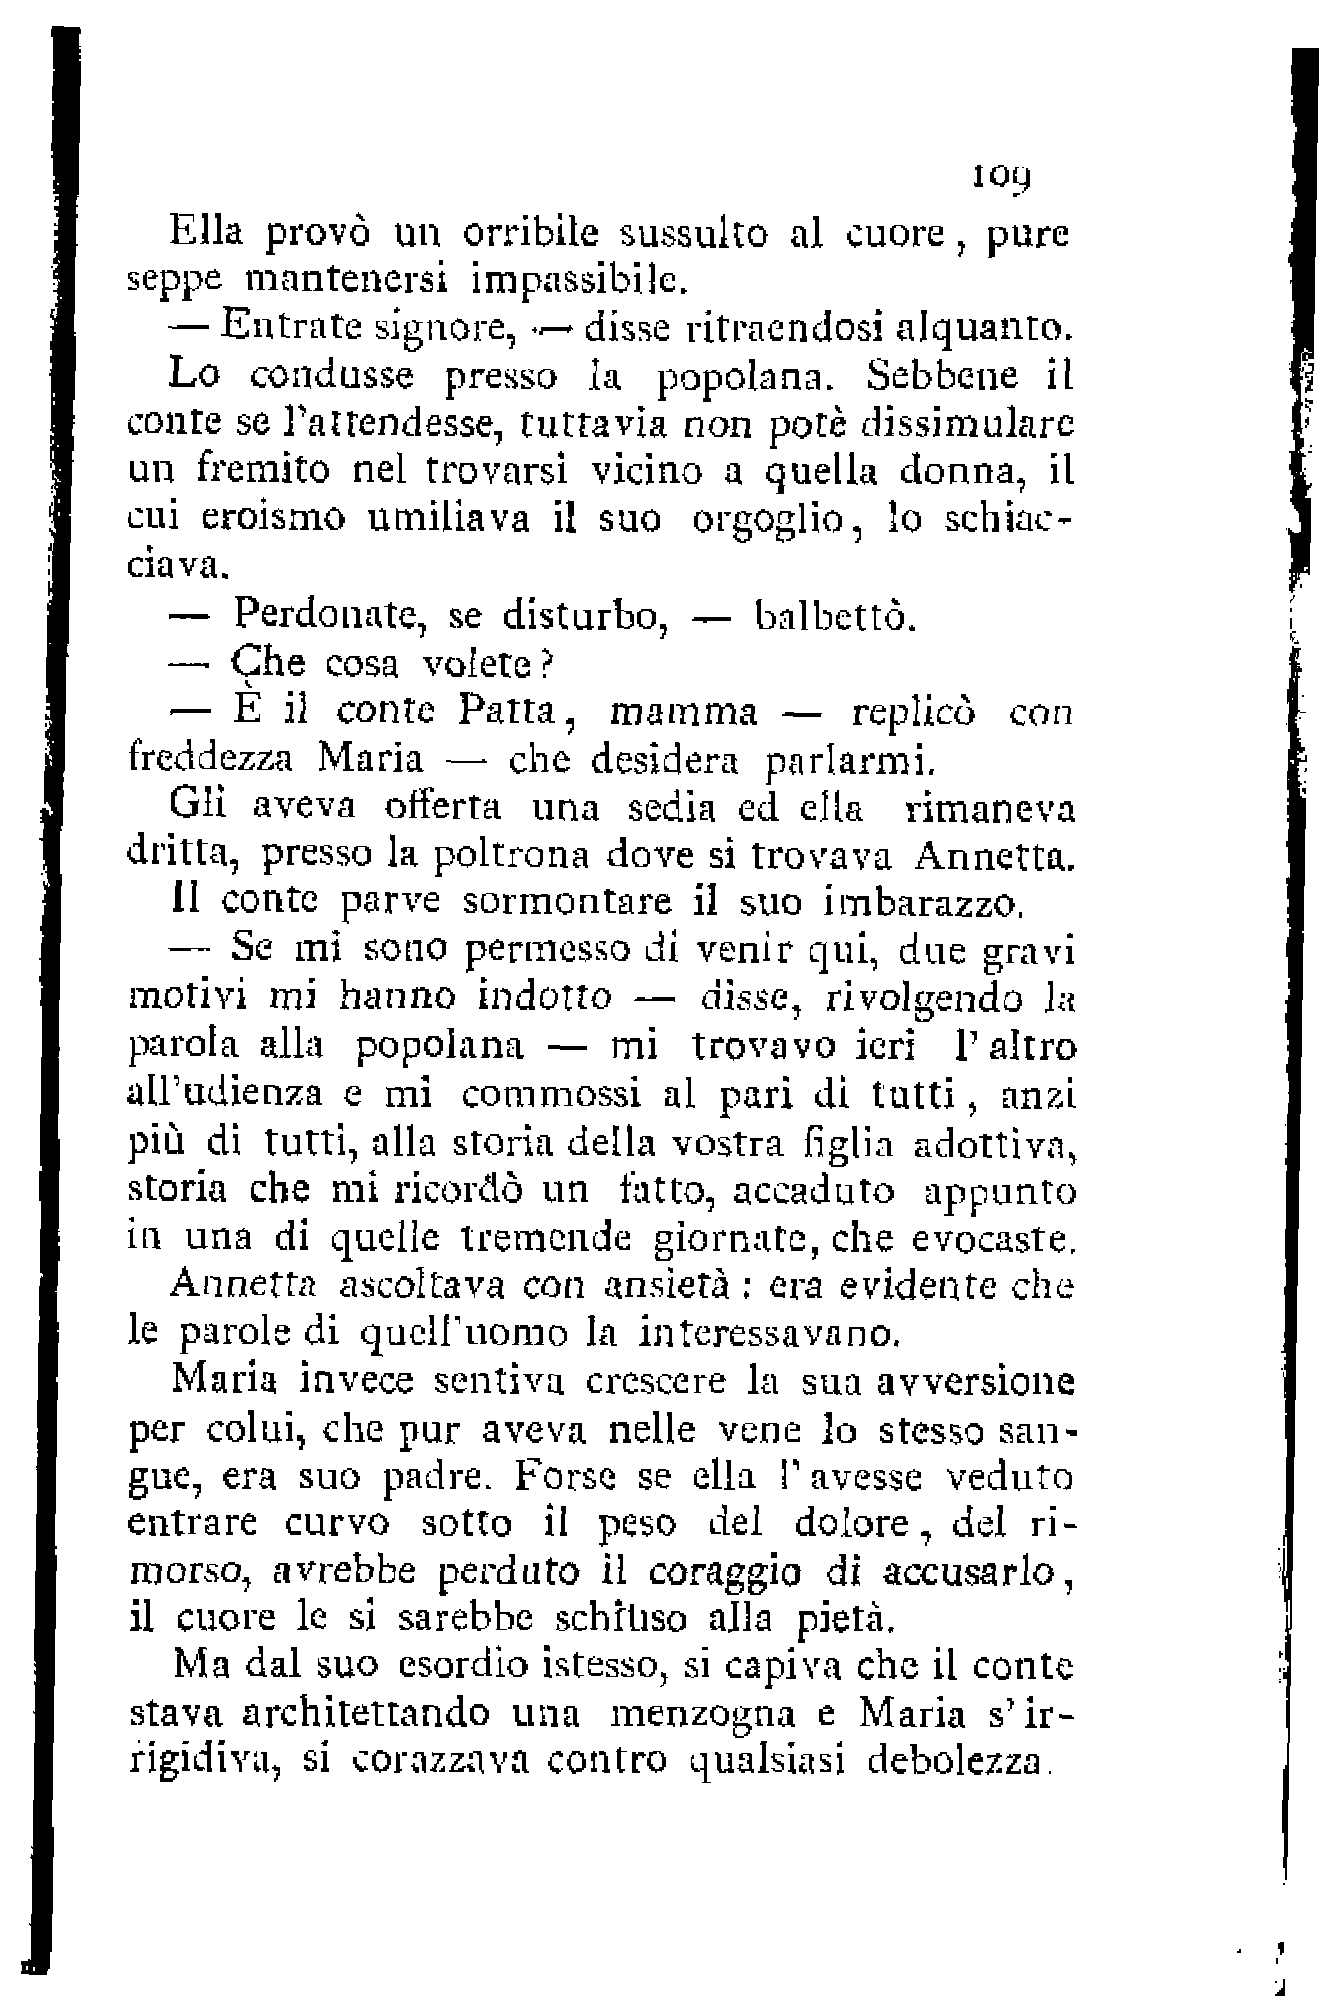 109
Ella provò un orribile sussulto al cuore, pure
seppe mantenersi impassibile.
— Entrate signore, — disse ritraendosi alquanto.
Lo condusse presso la popolana. Sebbene il
conte se l'attendesse, tuttavia non potè dissimulare
un fremito nel trovarsi vicino a quella donna, il
cui eroismo umiliava il suo orgoglio, lo schiac-
ciava.
— Perdonate, se disturbo, — balbettò.
— Che cosa volete?
— È il conte Patta, mamma — replicò con
freddezza Maria — che desidera parlarmi.
Gli aveva offerta una sedia ed ella rimaneva
dritta, presso la poltrona dove si trovava Annetta.
Il conte parve sormontare il suo imbarazzo.
— Se mi sono permesso di venir qui, due gravi
motivi mi hanno indotto — disse, rivolgendo la
parola alla popolana — mi trovavo ieri l'altro
all'udienza e mi commossi al pari di tutti, anzi
più di tutti, alla storia della vostra figlia adottiva,
storia che mi ricordò un fatto, accaduto appunto
in una di quelle tremende giornate, che evocaste.
Annetta ascoltava con ansietà: era evidente che
le parole di quell'uomo la interessavano.
Maria invece sentiva crescere la sua avversione
per colui, che pur aveva nelle vene lo stesso san-
gue, era suo padre. Forse se ella l'avesse veduto
entrare curvo sotto il peso del dolore, del ri-
morso, avrebbe perduto il coraggio di accusarlo,
il cuore le si sarebbe schiuso alla pietà.
Ma dal suo esordio istesso, si capiva che il conte
stava architettando una menzogna e Maria s'ir-
rigidiva, si corazzava contro qualsiasi debolezza.